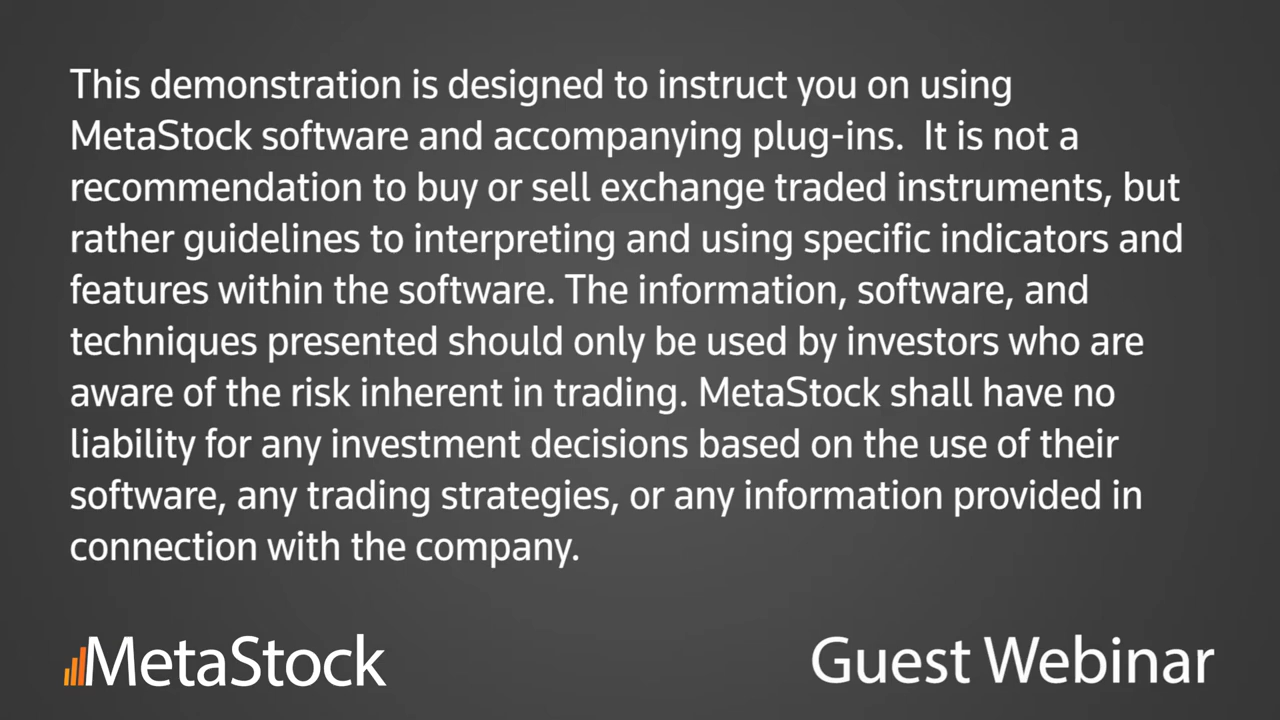 This demonstration is designed to instruct you on using
MetaStock software and accompanying plug-ins.  It is not a
recommendation to buy or sell exchange traded instruments, but
rather guidelines to interpreting and using specific indicators and
features within the software. The information, software, and
techniques presented should only be used by investors who are
aware of the risk inherent in trading. MetaStock shall have no
liability for any investment decisions based on the use of their
software, any trading strategies, or any information provided in
connection with the company.
MetaStock
Guest Webinar